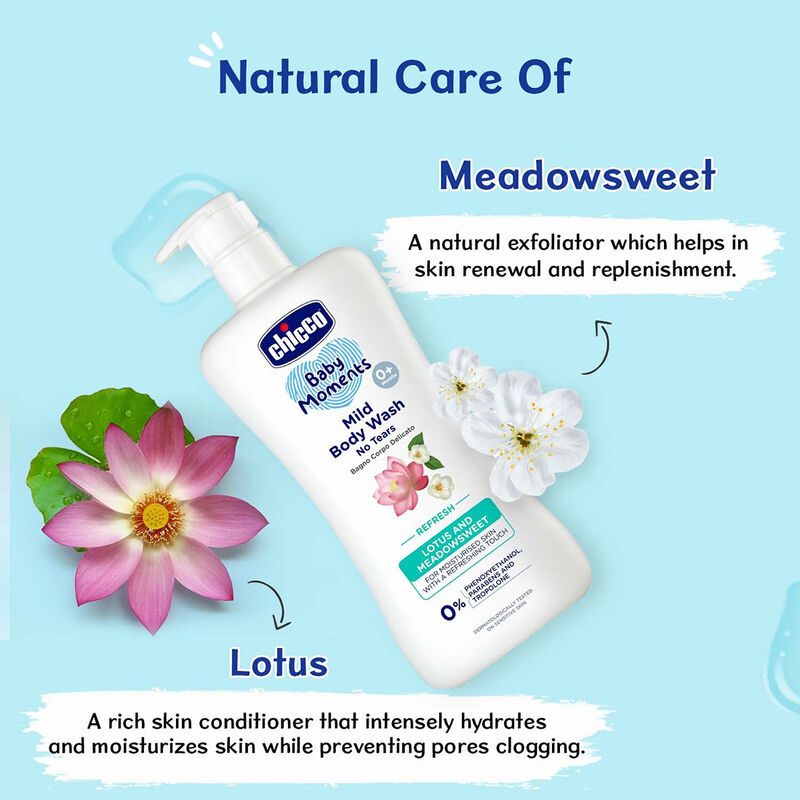 Natural Care Of
Meadowsweet
A natural exfoliator which helps in
skin renewal and replenishment.
chicco
Baby
Moments
0+
Months
Mild
Body Wash
No Tears
Bagno Corpo Delicato
REFRESH
LOTUS AND
MEADOWSWEET
FOR MOISTURISED SKIN
WITH A REFRESHING TOUCH
0%
PHENOXYETHANOL,
PARABENS AND
TROPOLONE
DERMATOLOGICALLY TESTED
ON SENSITIVE SKIN
Lotus
A rich skin conditioner that intensely hydrates
and moisturizes skin while preventing pores clogging.